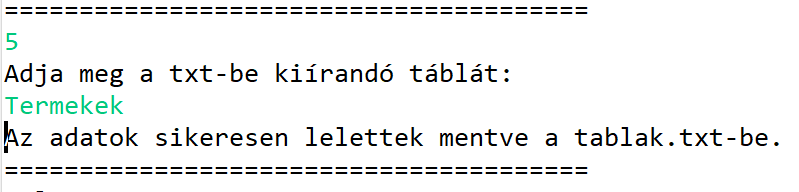 =======================================
5
Adja meg a txt-be kiírandó táblát:
Termekek
Az adatok sikeresen lelettek mentve a tablak.txt-be.
=======================================